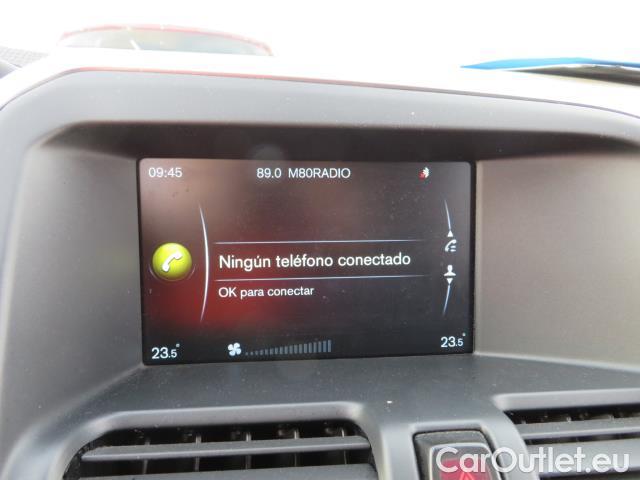 09:45
89.0 M80RADIO
Ningún teléfono conectado
OK para conectar
23.5°
23.5°
CarOutlet.eu